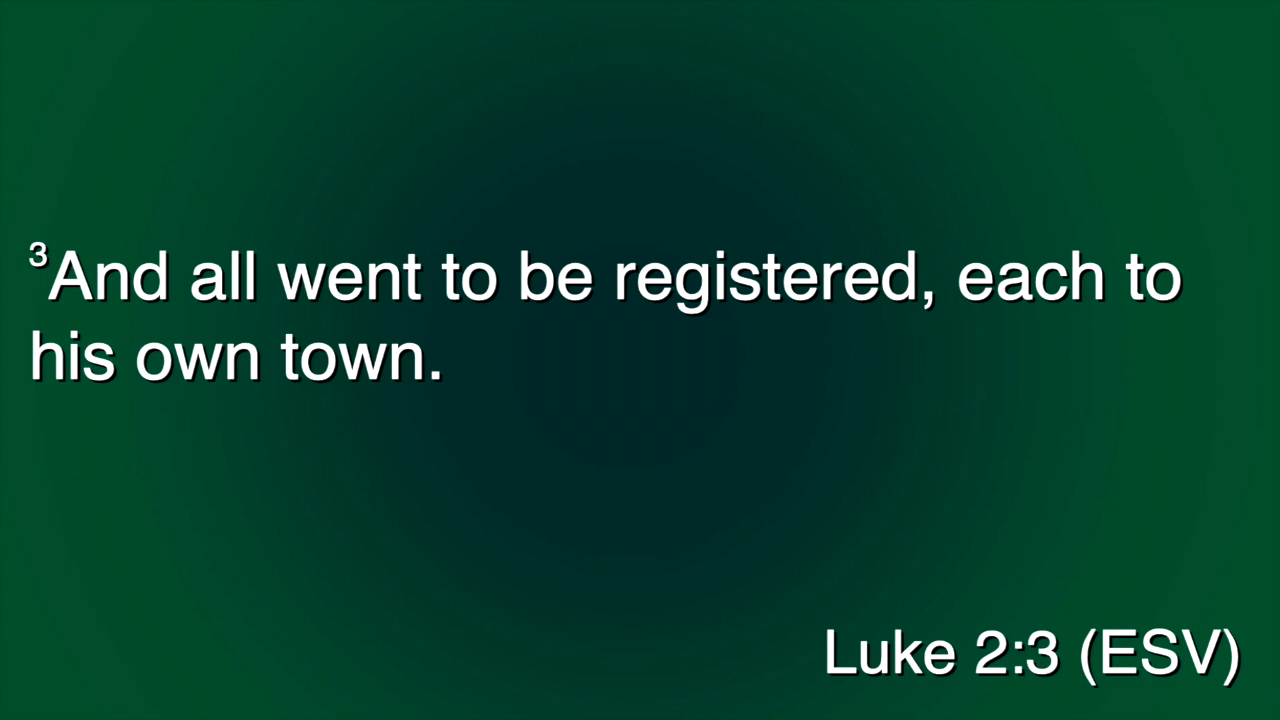 ³And all went to be registered, each to
his own town.
Luke 2:3 (ESV)